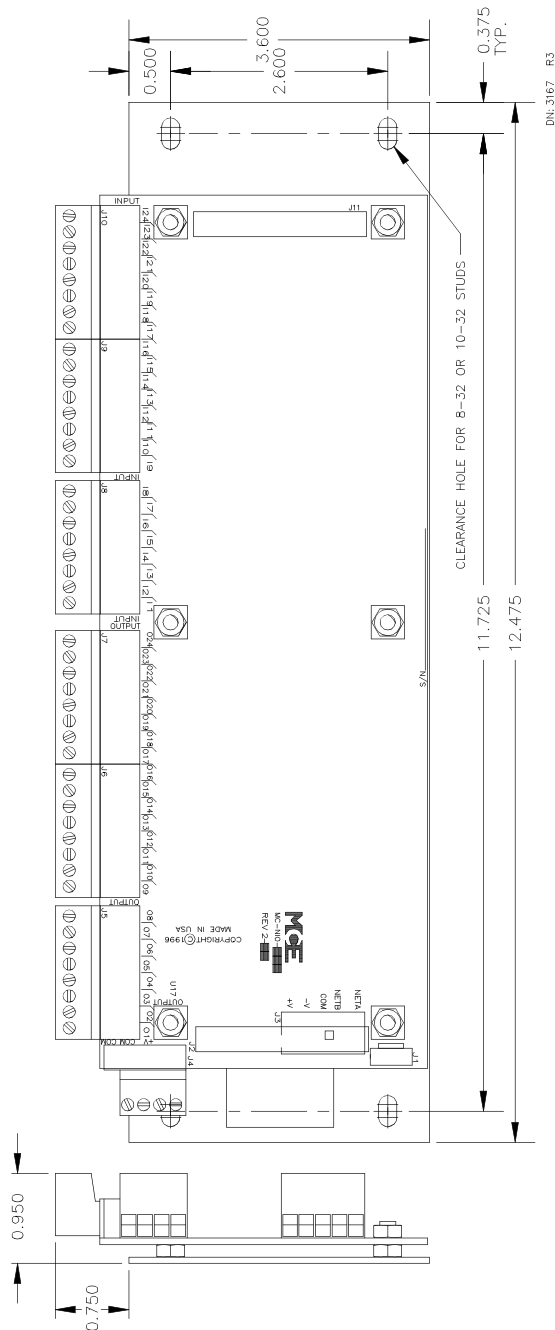 0.500
3.600
2.600
0.375
TYP.
DN: 3167 R3
INPUT
J10
I24
I23
I22
I21
I20
I19
I18
I17
J11
J9
I16
I15
I14
I13
I12
I11
I10
I9
INPUT
J8
I8
I7
I6
I5
I4
I3
I2
I1
INPUT
OUTPUT
J7
O24
O23
O22
O21
O20
O19
O18
O17
J6
O16
O15
O14
O13
O12
O11
O10
O9
OUTPUT
J5
O8
O7
O6
O5
O4
O3
O2
O1
OUTPUT
U17
CLEARANCE HOLE FOR 8-32 OR 10-32 STUDS
11.725
12.475
N/S
MCE
MC-NIO-
REV 2-
COPYRIGHT © 1996
MADE IN USA
J3
+V
-V
COM
NETB
NETA
J1
J2
J4
+V
COM
COM
0.950
0.750